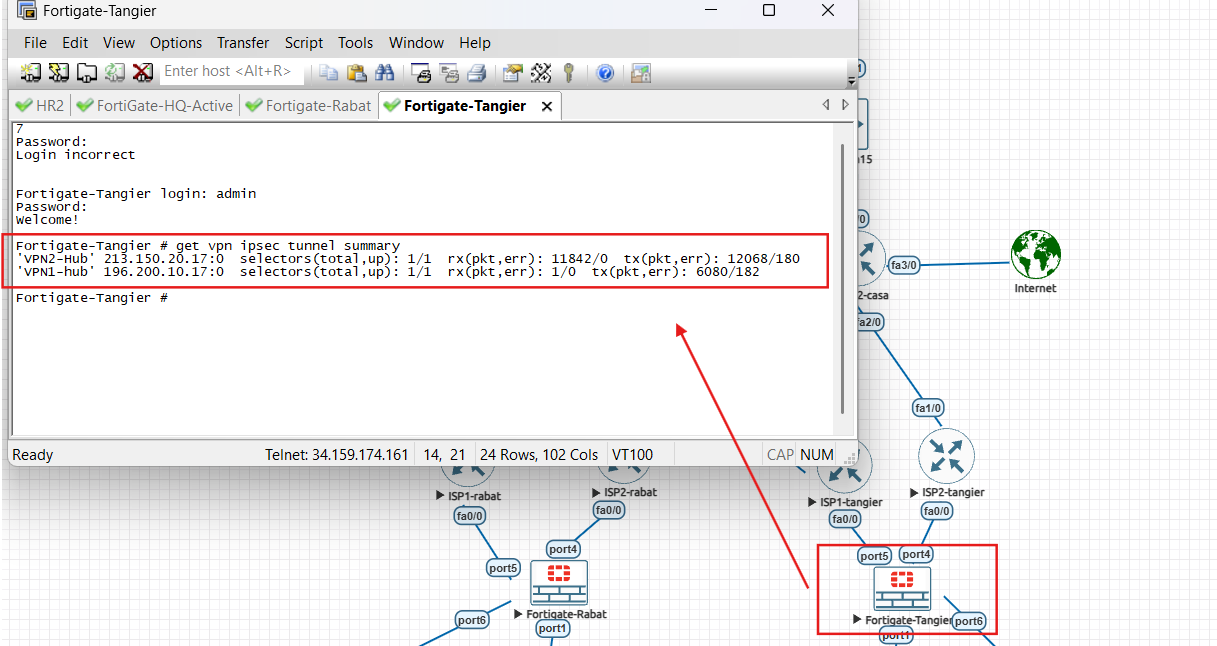 Fortigate-Tangier
File Edit View Options Transfer Script Tools Window Help
Enter host <Alt+R>
HR2 FortiGate-HQ-Active Fortigate-Rabat Fortigate-Tangier
7
Password:
Login incorrect
Fortigate-Tangier login: admin
Password:
Welcome!
Fortigate-Tangier # get vpn ipsec tunnel summary
'VPN2-Hub' 213.150.20.17:0 selectors(total,up): 1/1 rx(pkt,err): 11842/0 tx(pkt,err): 12068/180
'VPN1-hub' 196.200.10.17:0 selectors(total,up): 1/1 rx(pkt,err): 1/0 tx(pkt,err): 6080/182
Fortigate-Tangier #
Ready Telnet: 34.159.174.161 14, 21 24 Rows, 102 Cols VT100 CAP NUM
fa3/0
Internet
2-casa
fa2/0
fa1/0
ISP1-rabat
ISP2-rabat
ISP1-tangier
ISP2-tangier
fa0/0
fa0/0
fa0/0
fa0/0
port5
port4
port5
port4
Fortigate-Rabat
Fortigate-Tangier
port6
port1
port6
port1